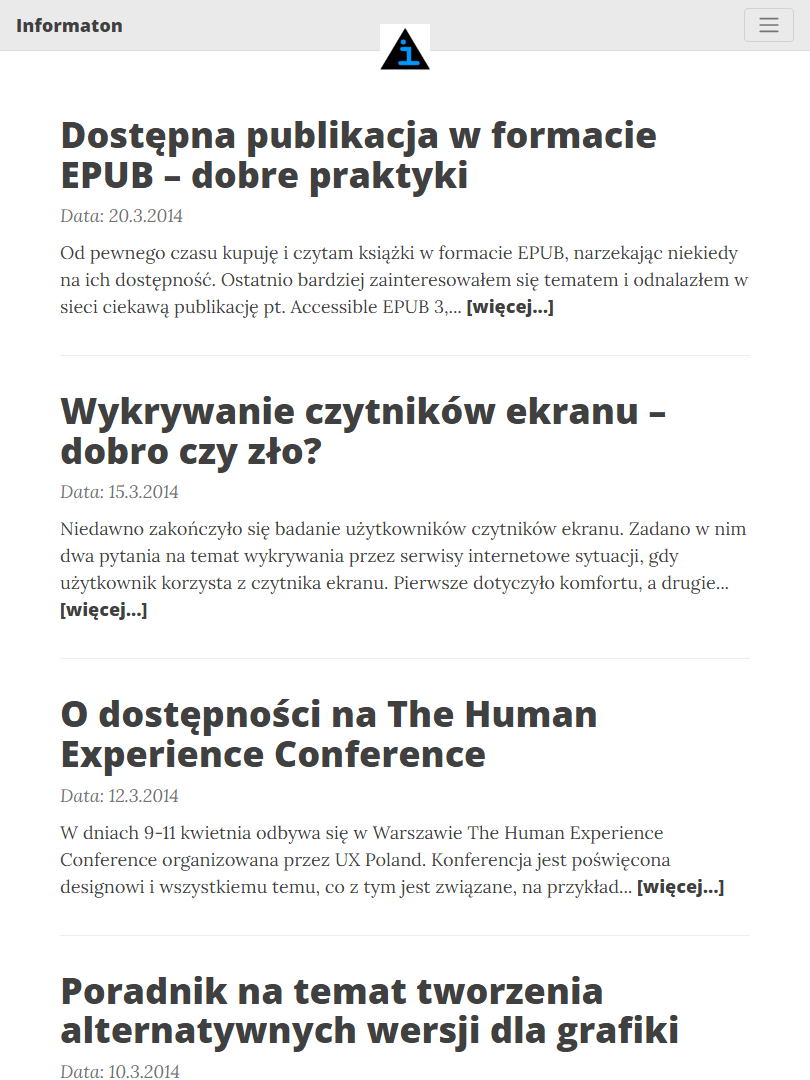 Informaton
i
Dostępna publikacja w formacie
EPUB – dobre praktyki
Data: 20.3.2014
Od pewnego czasu kupuję i czytam książki w formacie EPUB, narzekając niekiedy
na ich dostępność. Ostatnio bardziej zainteresowałem się tematem i odnalazłem w
sieci ciekawą publikację pt. Accessible EPUB 3,... [więcej...]
Wykrywanie czytników ekranu –
dobro czy zło?
Data: 15.3.2014
Niedawno zakończyło się badanie użytkowników czytników ekranu. Zadano w nim
dwa pytania na temat wykrywania przez serwisy internetowe sytuacji, gdy
użytkownik korzysta z czytnika ekranu. Pierwsze dotyczyło komfortu, a drugie...
[więcej...]
O dostępności na The Human
Experience Conference
Data: 12.3.2014
W dniach 9-11 kwietnia odbywa się w Warszawie The Human Experience
Conference organizowana przez UX Poland. Konferencja jest poświęcona
designowi i wszystkiemu temu, co z tym jest związane, na przykład... [więcej...]
Poradnik na temat tworzenia
alternatywnych wersji dla grafiki
Data: 10.3.2014